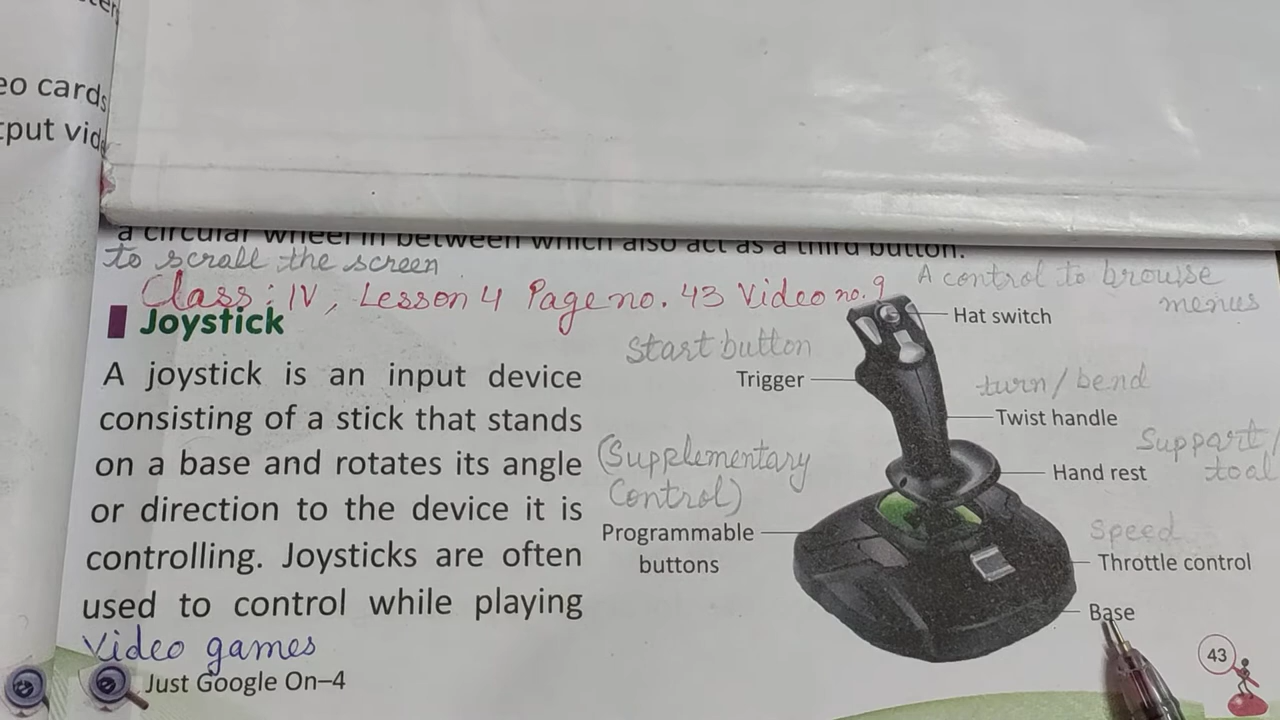 eo cards
tput vid
a circular wheel in between which also act as a third button.
to scrall the screen
Class: IV, Lesson 4 Page no. 43 Video no. 9
A control to browse
menus
Joystick
Hat switch
Start button
Trigger
turn/bend
Twist handle
A joystick is an input device
consisting of a stick that stands
on a base and rotates its angle
or direction to the device it is
controlling. Joysticks are often
used to control while playing
Video games
(Supplementary
Control)
Programmable
buttons
Suppart/
toal
Hand rest
Speed
Throttle control
Base
Just Google On–4
43